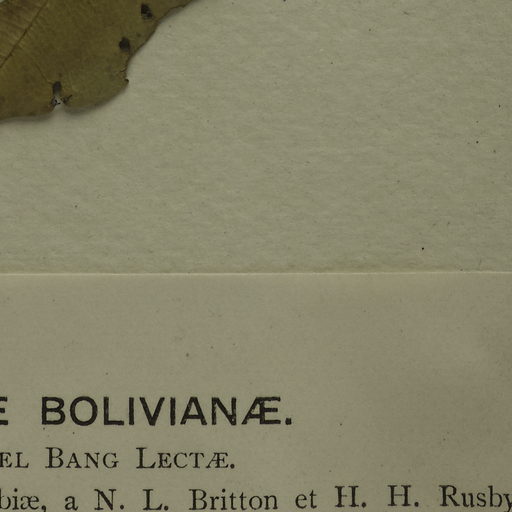 E BOLIVIANÆ.
EL BANG LECTÆ.
biæ, a N. L. Britton et H. H. Rusby